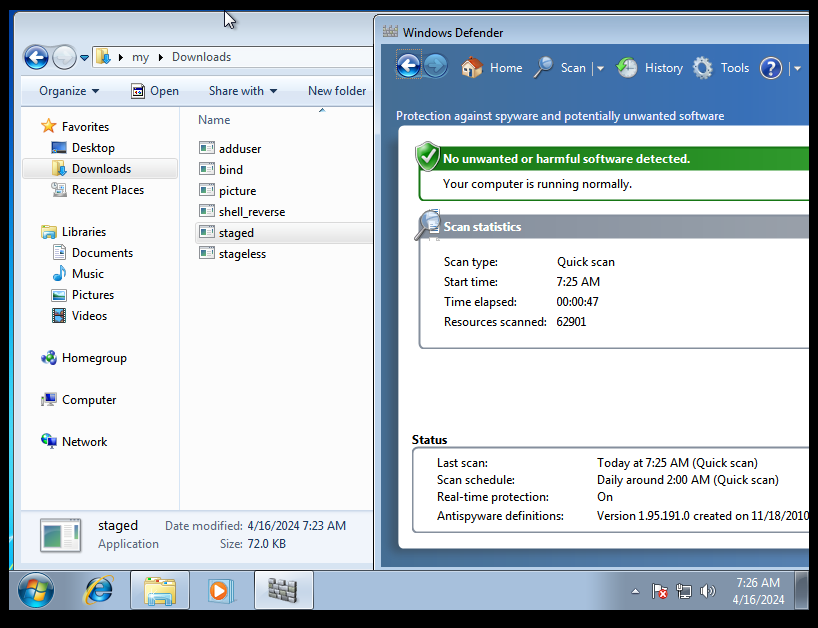 Windows Defender
my
Downloads
Home
Scan
History
Tools
Organize
Open
Share with
New folder
Protection against spyware and potentially unwanted software
Favorites
Desktop
Downloads
Recent Places
Libraries
Documents
Music
Pictures
Videos
Homegroup
Computer
Network
Name
adduser
bind
picture
shell_reverse
staged
stageless
No unwanted or harmful software detected.
Your computer is running normally.
Scan statistics
Scan type: Quick scan
Start time: 7:25 AM
Time elapsed: 00:00:47
Resources scanned: 62901
Status
Last scan: Today at 7:25 AM (Quick scan)
Scan schedule: Daily around 2:00 AM (Quick scan)
Real-time protection: On
Antispyware definitions: Version 1.95.191.0 created on 11/18/2010
staged Date modified: 4/16/2024 7:23 AM
Application Size: 72.0 KB
7:26 AM
4/16/2024